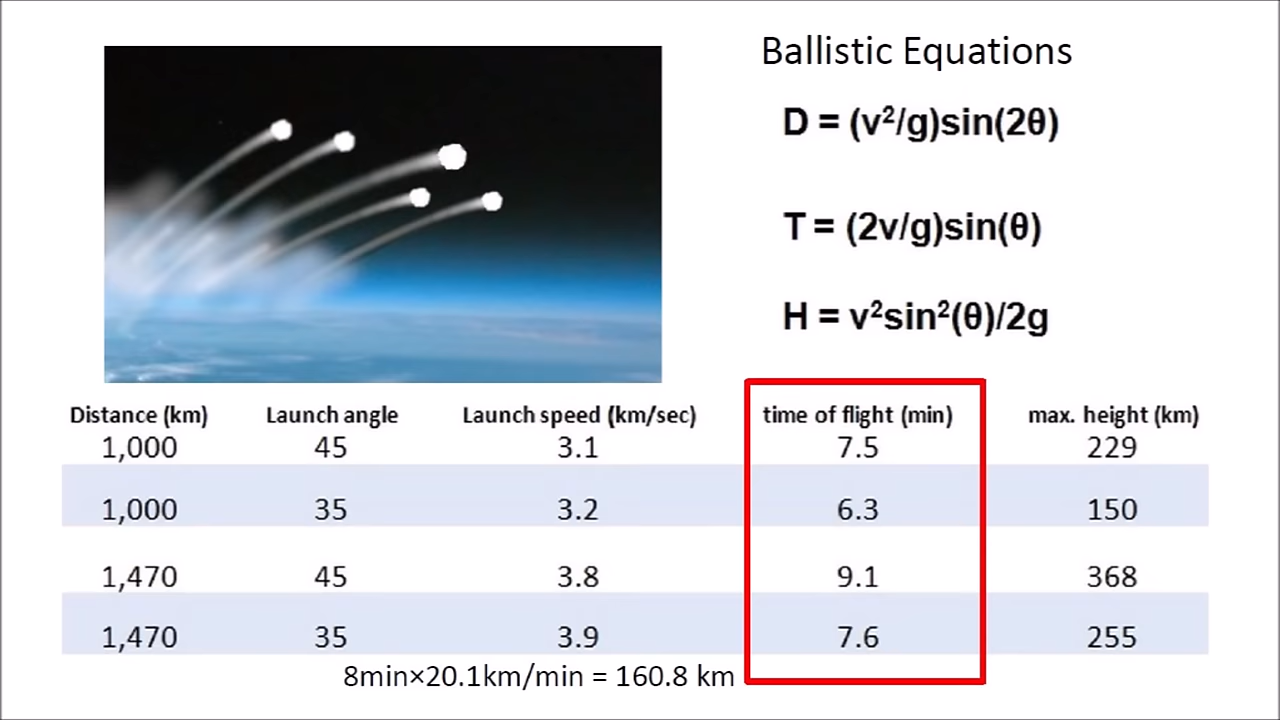 Ballistic Equations
D = (v²/g)sin(2θ)
T = (2v/g)sin(θ)
H = v²sin²(θ)/2g
Distance (km) Launch angle Launch speed (km/sec) time of flight (min) max. height (km)
1,000 45 3.1 7.5 229
1,000 35 3.2 6.3 150
1,470 45 3.8 9.1 368
1,470 35 3.9 7.6 255
8min×20.1km/min = 160.8 km